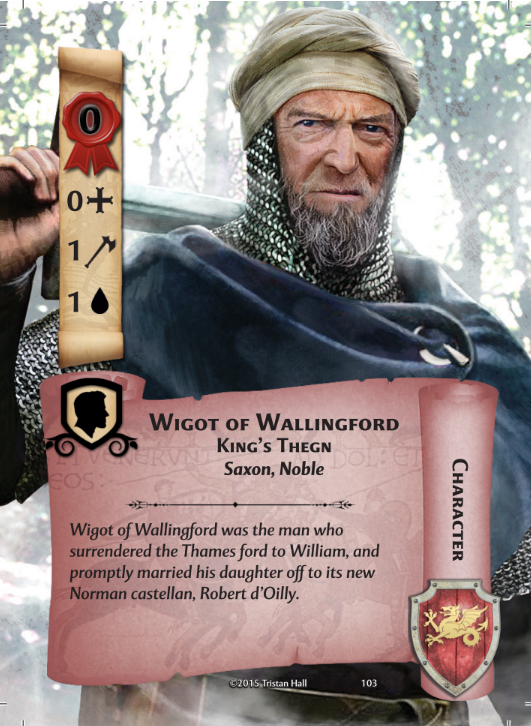 0
0
1
1
Wigot of Wallingford
King's Thegn
Saxon, Noble
Wigot of Wallingford was the man who
surrendered the Thames ford to William, and
promptly married his daughter off to its new
Norman castellan, Robert d'Oilly.
Character
©2015 Tristan Hall 103